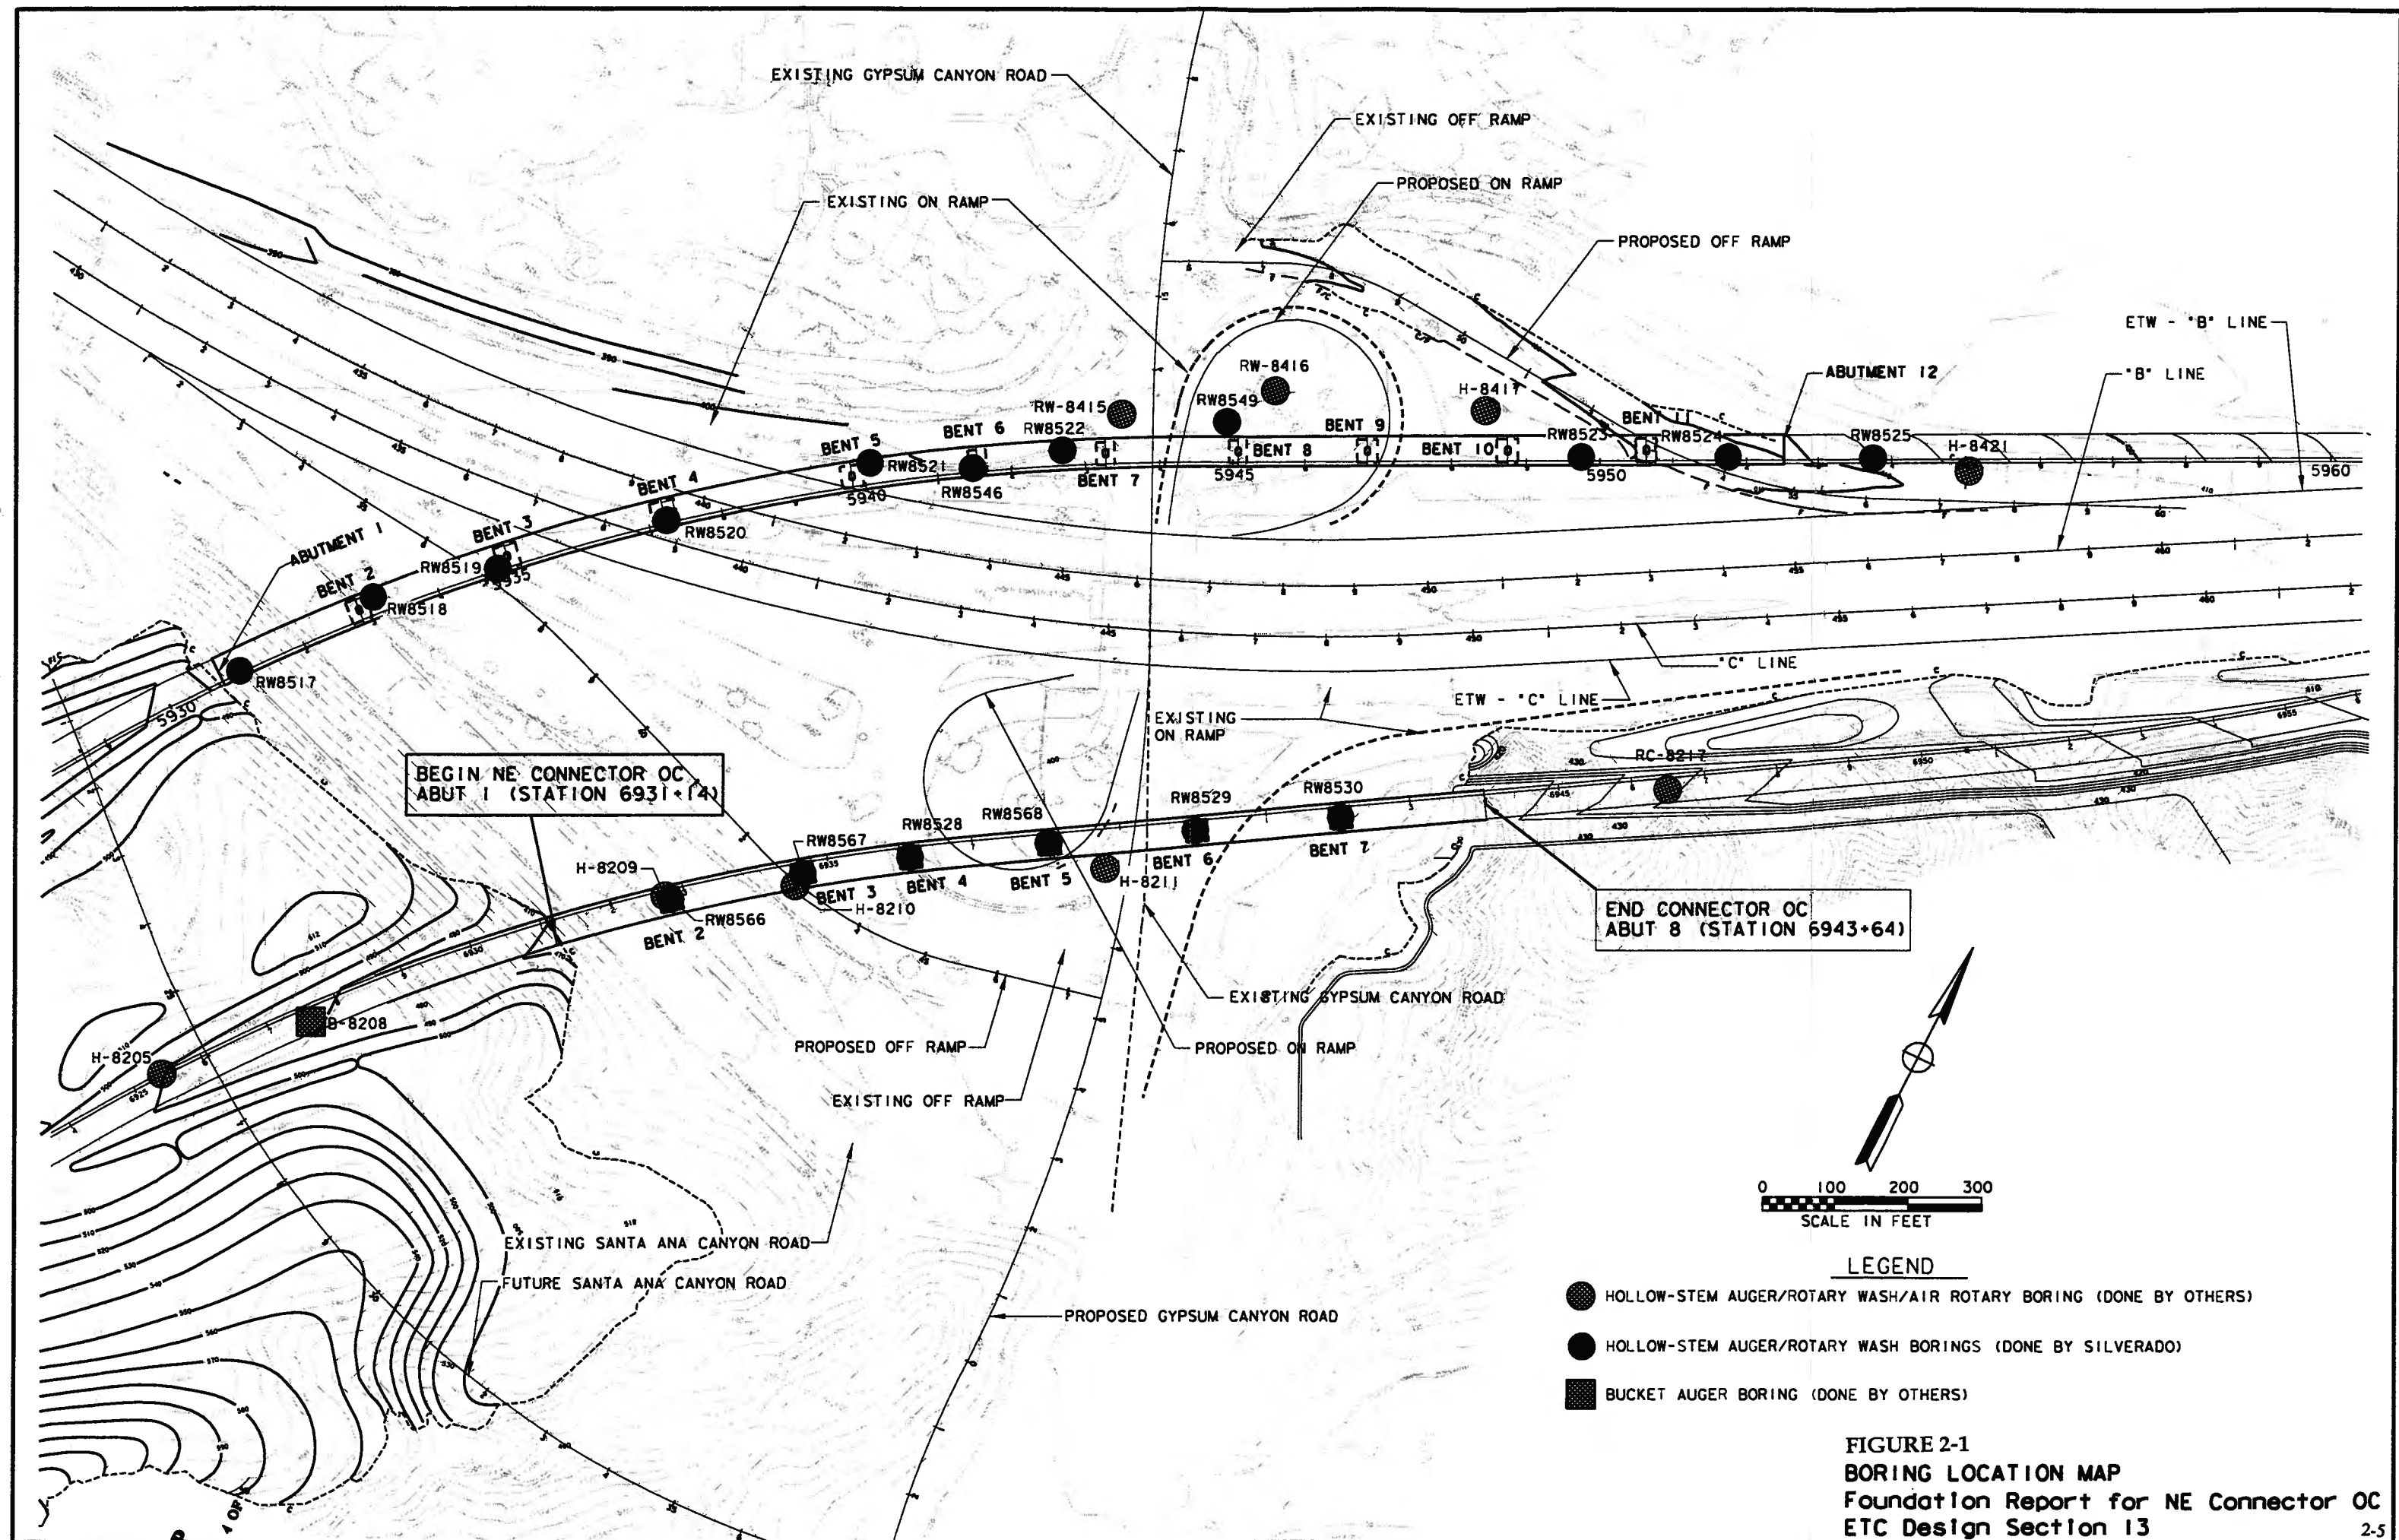 EXISTING GYPSUM CANYON ROAD
EXISTING OFF RAMP
PROPOSED ON RAMP
EXISTING ON RAMP
PROPOSED OFF RAMP
ETW - "B" LINE
"B" LINE
ABUTMENT 12
RW-8416
H-8417
RW-8415
RW8549
RW8522
BENT 5
BENT 6
BENT 9
BENT 11
RW8523
RW8524
RW8525
H-8421
RW8521
BENT 7
BENT 8
BENT 10
5940
RW8546
5945
5950
5960
BENT 4
RW8520
BENT 3
RW8519
5935
ABUTMENT 1
BENT 2
RW8518
RW8517
5930
"C" LINE
ETW - "C" LINE
EXISTING
ON RAMP
BEGIN NE CONNECTOR OC
ABUT 1 (STATION 6931+14)
RC-8217
RW8530
RW8529
RW8568
RW8528
RW8567
H-8209
6935
6945
6950
6955
BENT 7
BENT 6
BENT 5
BENT 4
BENT 3
H-8211
H-8210
RW8566
BENT 2
6930
END CONNECTOR OC
ABUT 8 (STATION 6943+64)
B-8208
H-8205
6925
EXISTING GYPSUM CANYON ROAD
PROPOSED OFF RAMP
PROPOSED ON RAMP
EXISTING OFF RAMP
EXISTING SANTA ANA CANYON ROAD
FUTURE SANTA ANA CANYON ROAD
PROPOSED GYPSUM CANYON ROAD
0 100 200 300
SCALE IN FEET
LEGEND
HOLLOW-STEM AUGER/ROTARY WASH/AIR ROTARY BORING (DONE BY OTHERS)
HOLLOW-STEM AUGER/ROTARY WASH BORINGS (DONE BY SILVERADO)
BUCKET AUGER BORING (DONE BY OTHERS)
FIGURE 2-1
BORING LOCATION MAP
Foundation Report for NE Connector OC
ETC Design Section 13
2-5